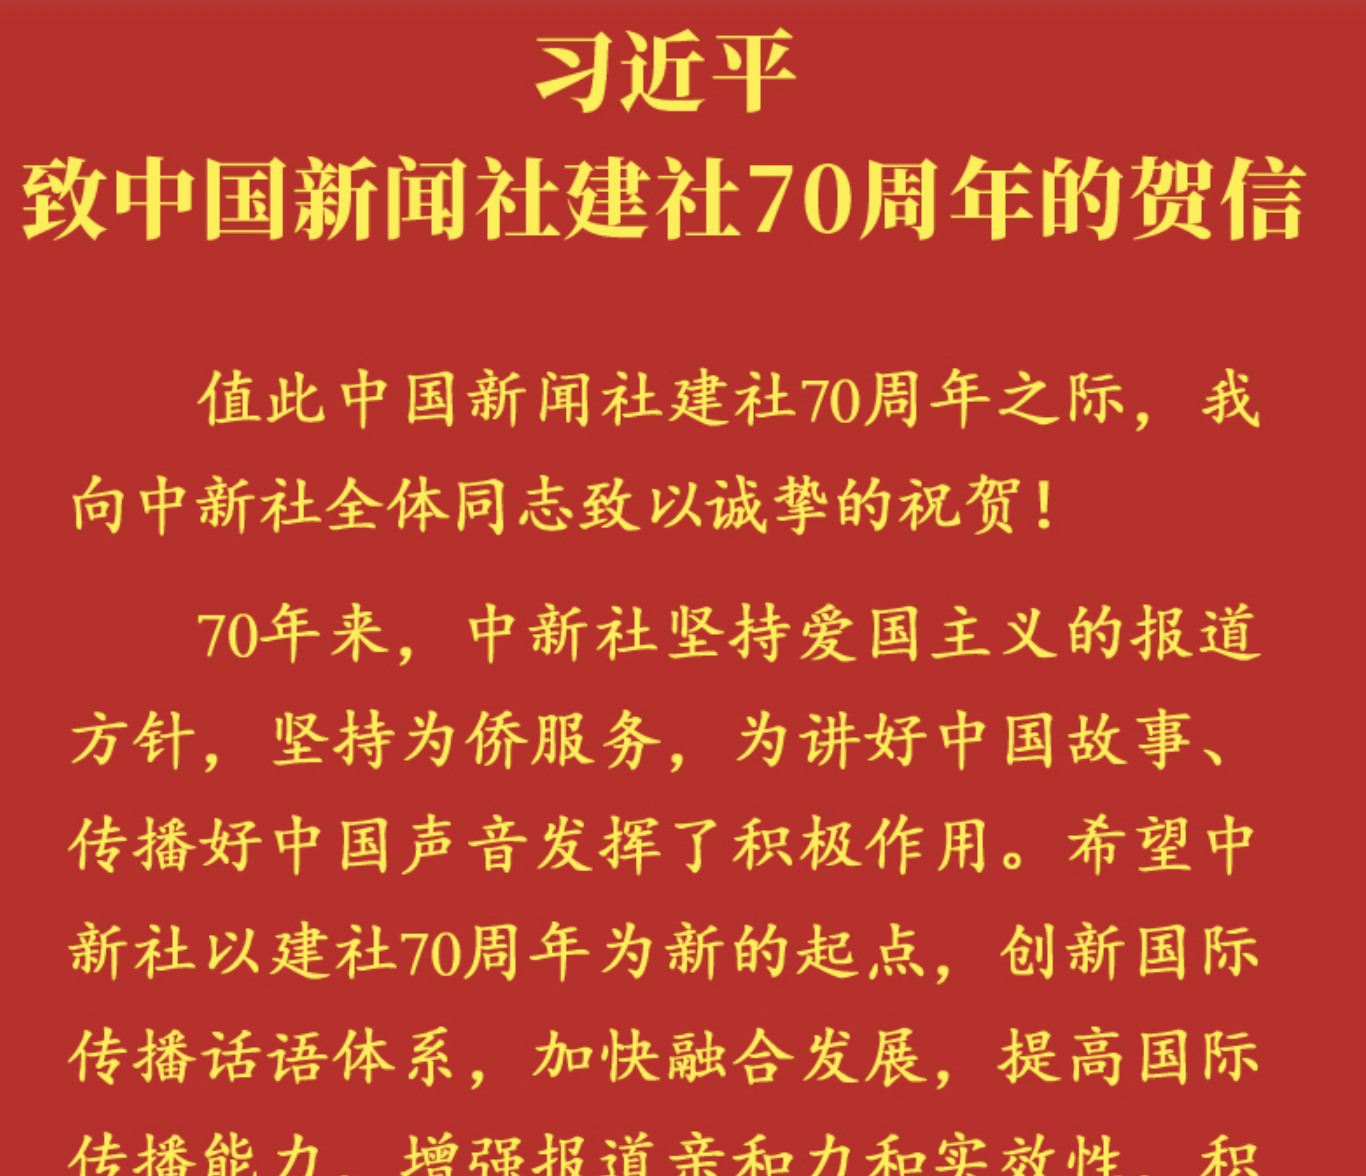 习近平
致中国新闻社建社70周年的贺信
值此中国新闻社建社70周年之际，我
向中新社全体同志致以诚挚的祝贺！
70年来，中新社坚持爱国主义的报道
方针，坚持为侨服务，为讲好中国故事、
传播好中国声音发挥了积极作用。希望中
新社以建社70周年为新的起点，创新国际
传播话语体系，加快融合发展，提高国际
传播能力，增强报道亲和力和实效性，积